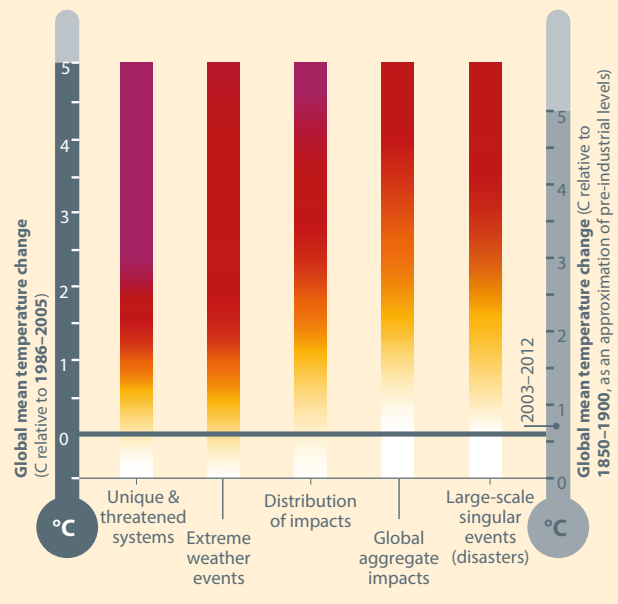 Global mean temperature change
(C relative to 1986–2005)
5
4
3
2
1
0
°C
Unique &
threatened
systems
Extreme
weather
events
Distribution
of impacts
Global
aggregate
impacts
Large-scale
singular
events
(disasters)
2003–2012
5
4
3
2
1
0
°C
Global mean temperature change (C relative to
1850–1900, as an approximation of pre-industrial levels)